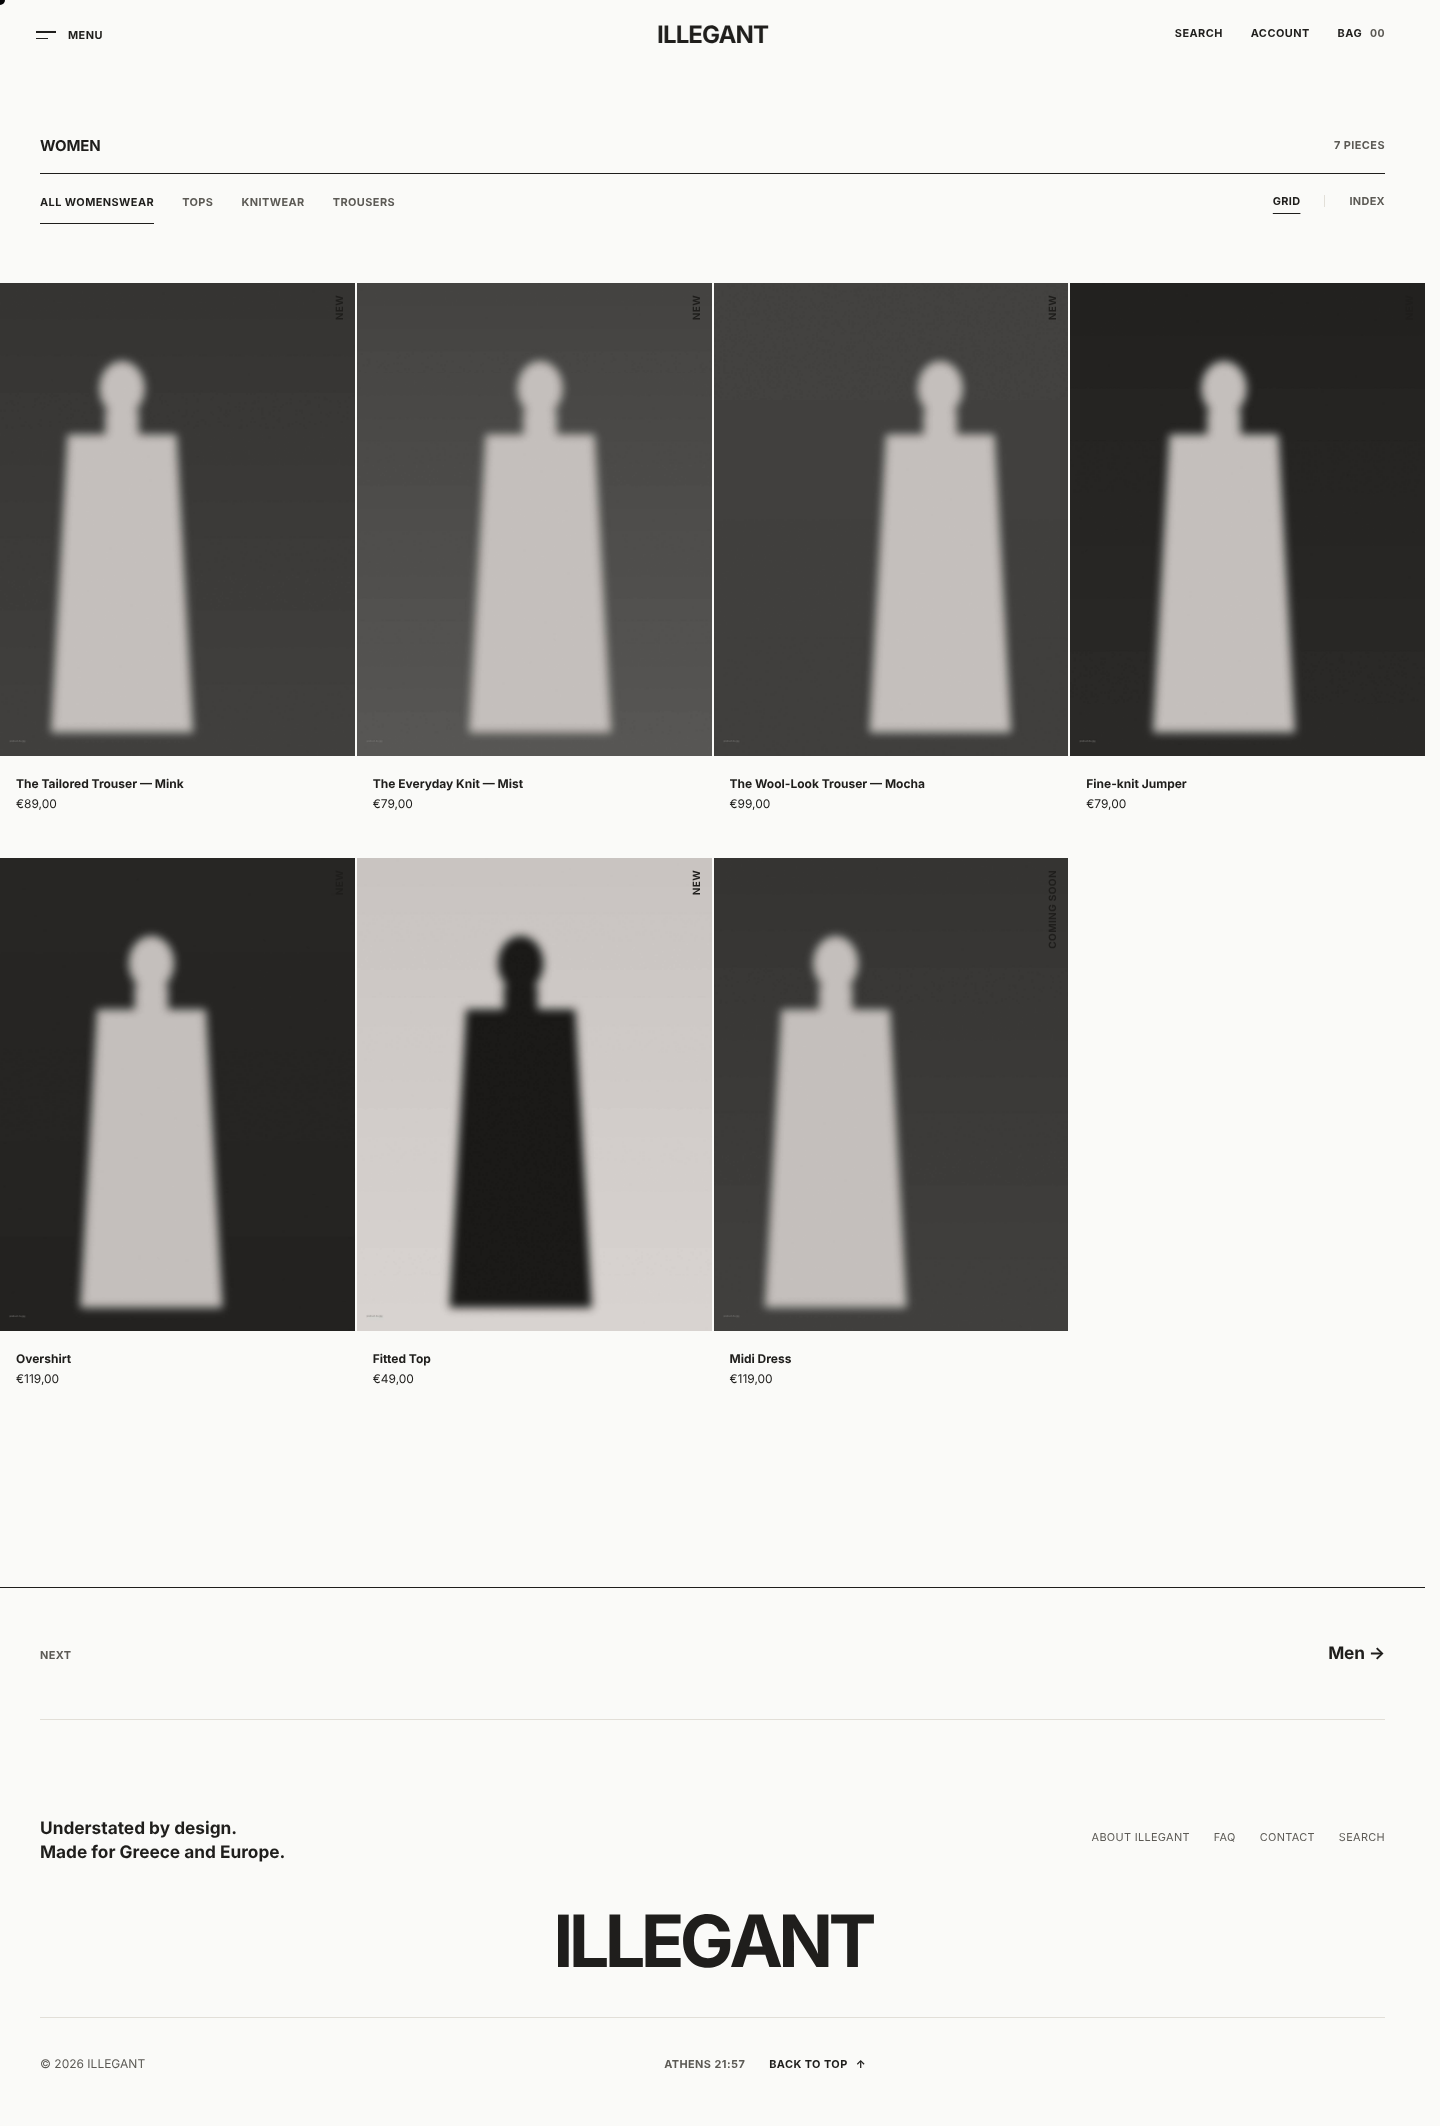 MENU
ILLEGANT
SEARCH ACCOUNT BAG 00
WOMEN
7 PIECES
ALL WOMENSWEAR TOPS KNITWEAR TROUSERS
GRID INDEX
NEW
NEW
NEW
The Tailored Trouser — Mink
€89,00
The Everyday Knit — Mist
€79,00
The Wool-Look Trouser — Mocha
€99,00
Fine-knit Jumper
€79,00
NEW
NEW
COMING SOON
Overshirt
€119,00
Fitted Top
€49,00
Midi Dress
€119,00
NEXT
Men →
Understated by design.
Made for Greece and Europe.
ABOUT ILLEGANT FAQ CONTACT SEARCH
ILLEGANT
© 2026 ILLEGANT
ATHENS 21:57 BACK TO TOP ↑